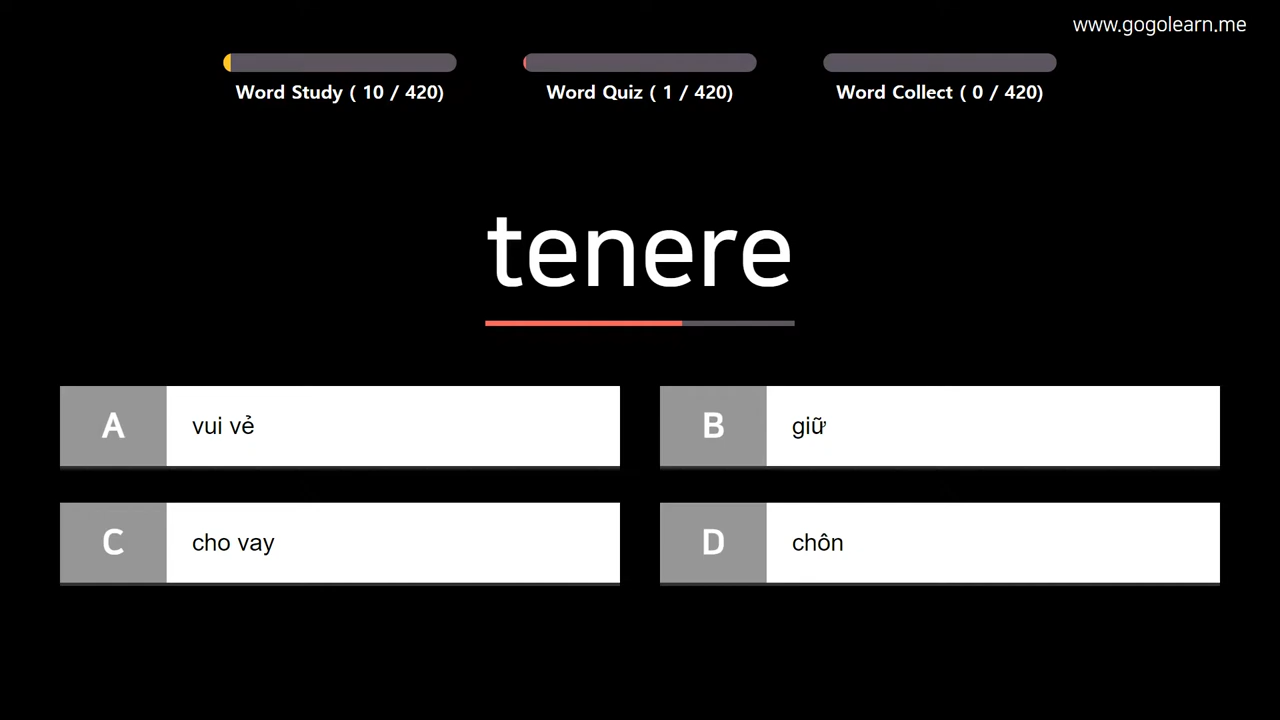 www.gogolearn.me
Word Study ( 10 / 420)
Word Quiz ( 1 / 420)
Word Collect ( 0 / 420)
tenere
A vui vẻ
B giữ
C cho vay
D chôn